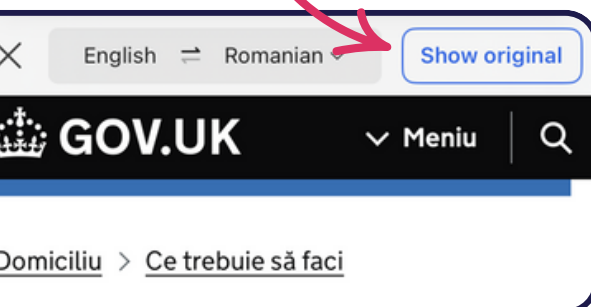 English ⇌ Romanian Show original
GOV.UK Meniu
Domiciliu > Ce trebuie să faci